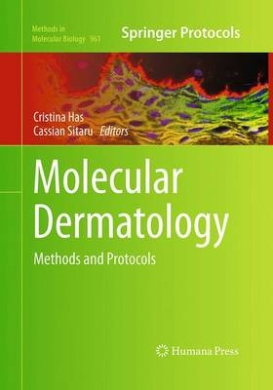 Methods in
Molecular Biology 961
Springer Protocols
Cristina Has
Cassian Sitaru Editors
Molecular
Dermatology
Methods and Protocols
Humana Press